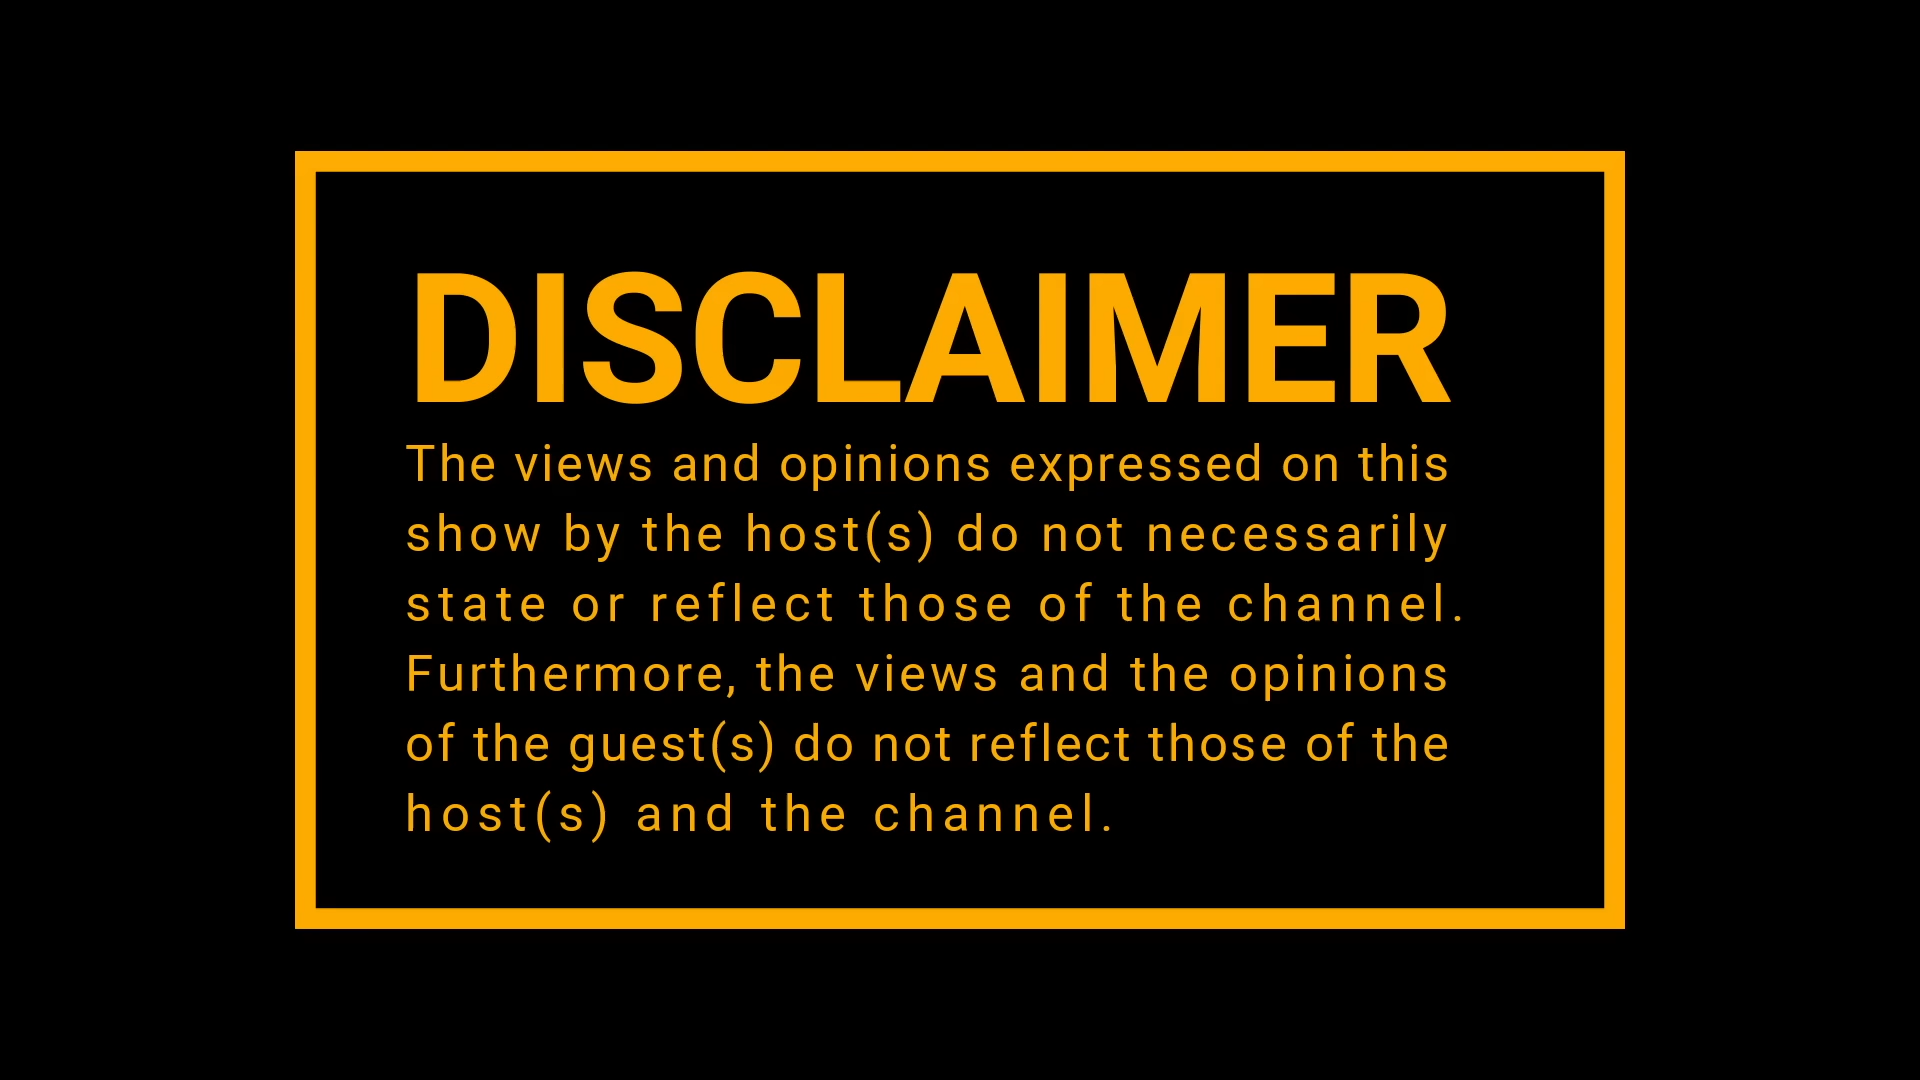 DISCLAIMER
The views and opinions expressed on this
show by the host(s) do not necessarily
state or reflect those of the channel.
Furthermore, the views and the opinions
of the guest(s) do not reflect those of the
host(s) and the channel.